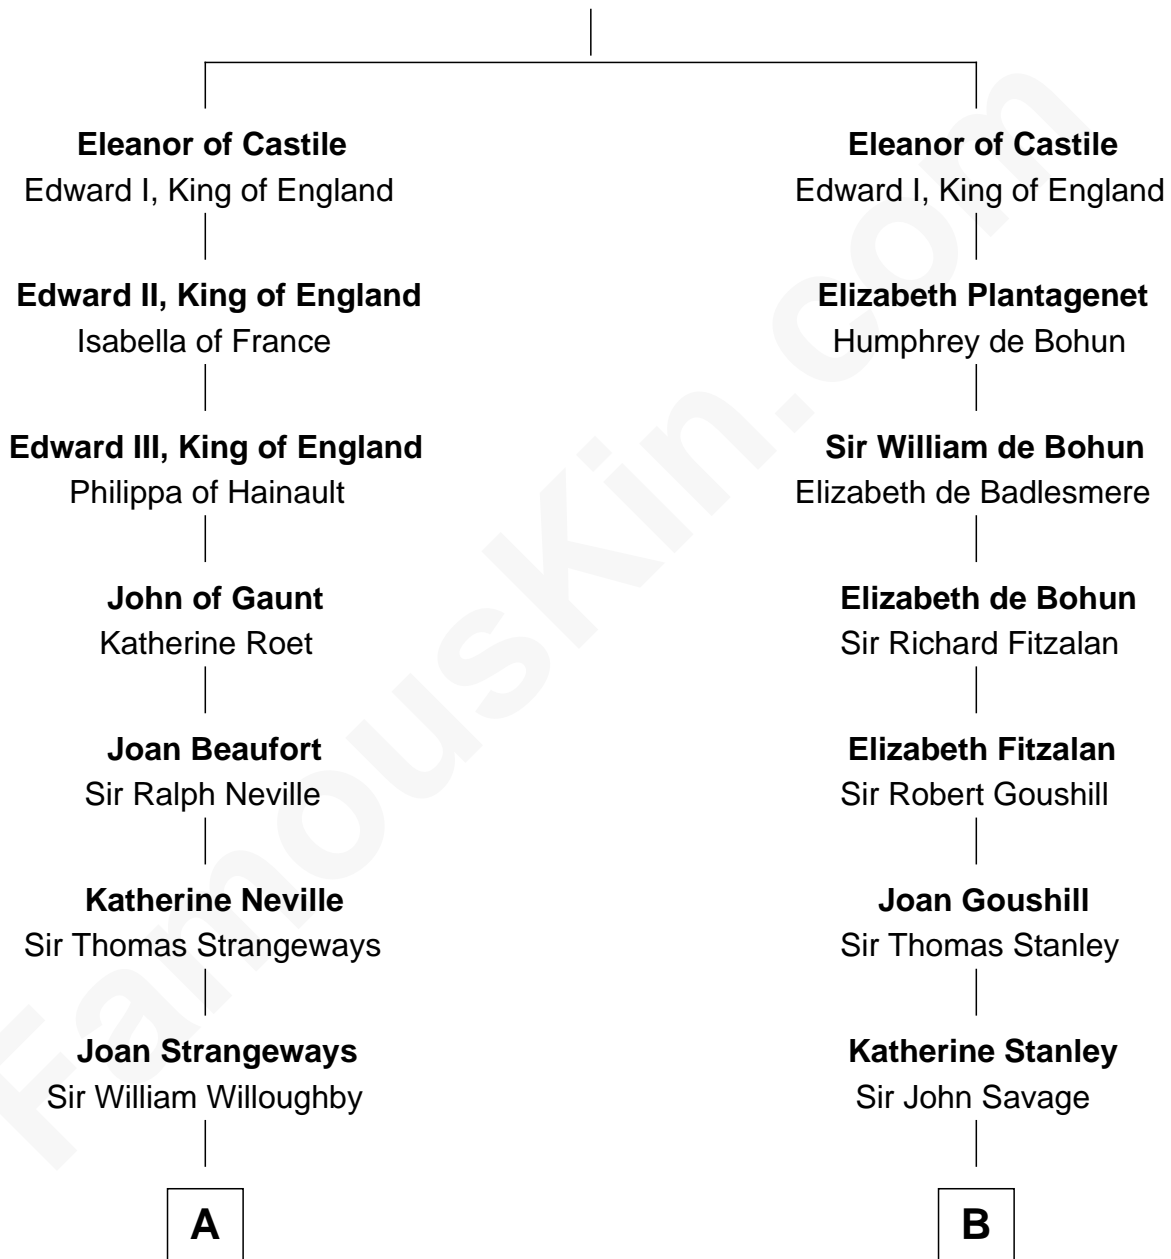 Eleanor of Castile
Edward I, King of England
Edward II, King of England
Isabella of France
Edward III, King of England
Philippa of Hainault
John of Gaunt
Katherine Roet
Joan Beaufort
Sir Ralph Neville
Katherine Neville
Sir Thomas Strangeways
Joan Strangeways
Sir William Willoughby
A
Eleanor of Castile
Edward I, King of England
Elizabeth Plantagenet
Humphrey de Bohun
Sir William de Bohun
Elizabeth de Badlesmere
Elizabeth de Bohun
Sir Richard Fitzalan
Elizabeth Fitzalan
Sir Robert Goushill
Joan Goushill
Sir Thomas Stanley
Katherine Stanley
Sir John Savage
B
FamousKin.com